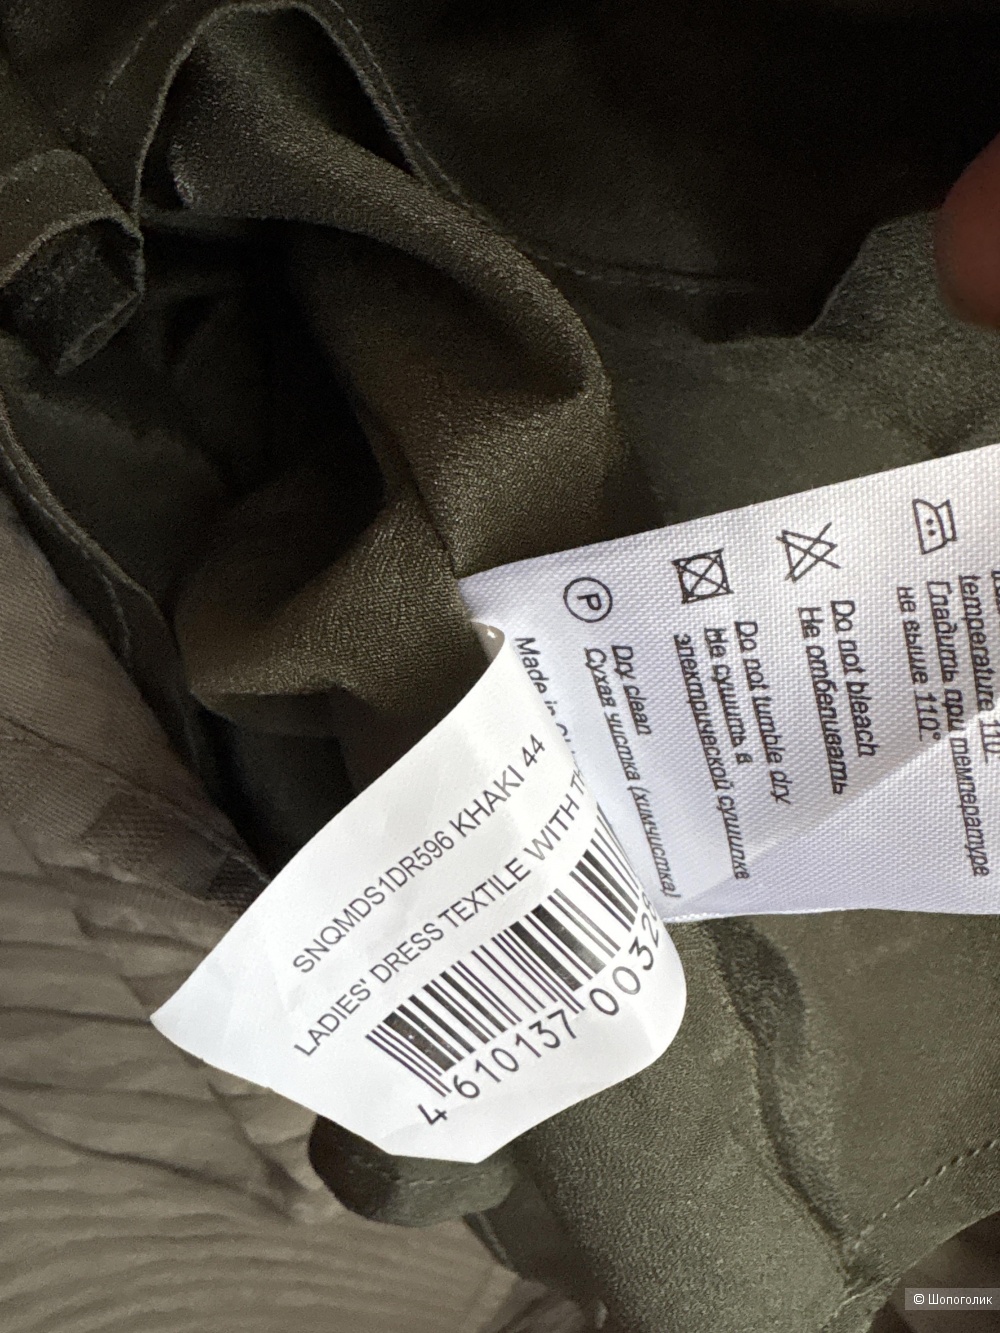 SNQMDS1DR596 KHAKI 44
LADIES' DRESS TEXTILE WITH
4 610137 0032
Made in
P
Dry clean
Сухая чистка (химчистка)
Do not tumble dry
Не сушить в
электрической сушилке
Do not bleach
Не отбеливать
temperature 110°
Гладить при температуре
не выше 110°
© Шопоголик